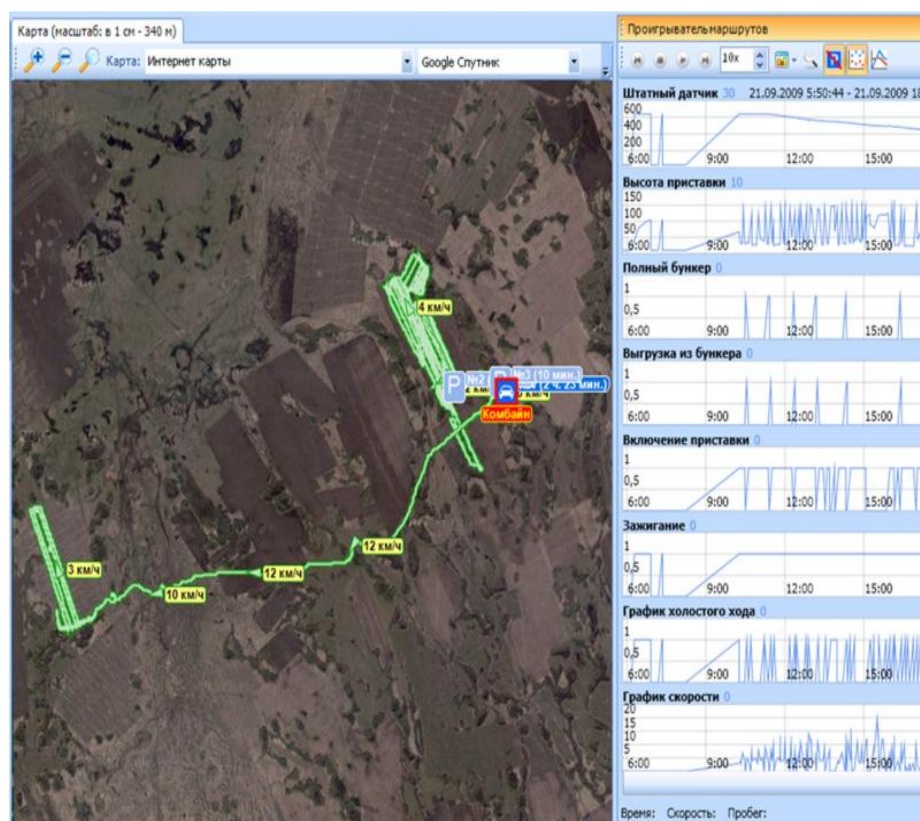 Карта (масштаб: в 1 см - 340 м)
Карта: Интернет карты Google Спутник
4 км/ч
№2 (
№3 (10 мин.)
(2 ч. 23 мин.)
Комбайн
3 км/ч
10 км/ч
12 км/ч
12 км/ч
Проигрыватель маршрутов
10x
Штатный датчик 30 21.09.2009 5:50:44 - 21.09.2009 18
600
400
200
6:00 9:00 12:00 15:00
Высота приставки 10
150
100
50
6:00 9:00 12:00 15:00
Полный бункер 0
1
0,5
6:00 9:00 12:00 15:00
Выгрузка из бункера 0
1
0,5
6:00 9:00 12:00 15:00
Включение приставки 0
1
0,5
6:00 9:00 12:00 15:00
Зажигание 0
1
0,5
6:00 9:00 12:00 15:00
График холостого хода 0
1
0,5
6:00 9:00 12:00 15:00
График скорости 0
20
15
10
5
6:00 9:00 12:00 15:00
Время: Скорость: Пробег: